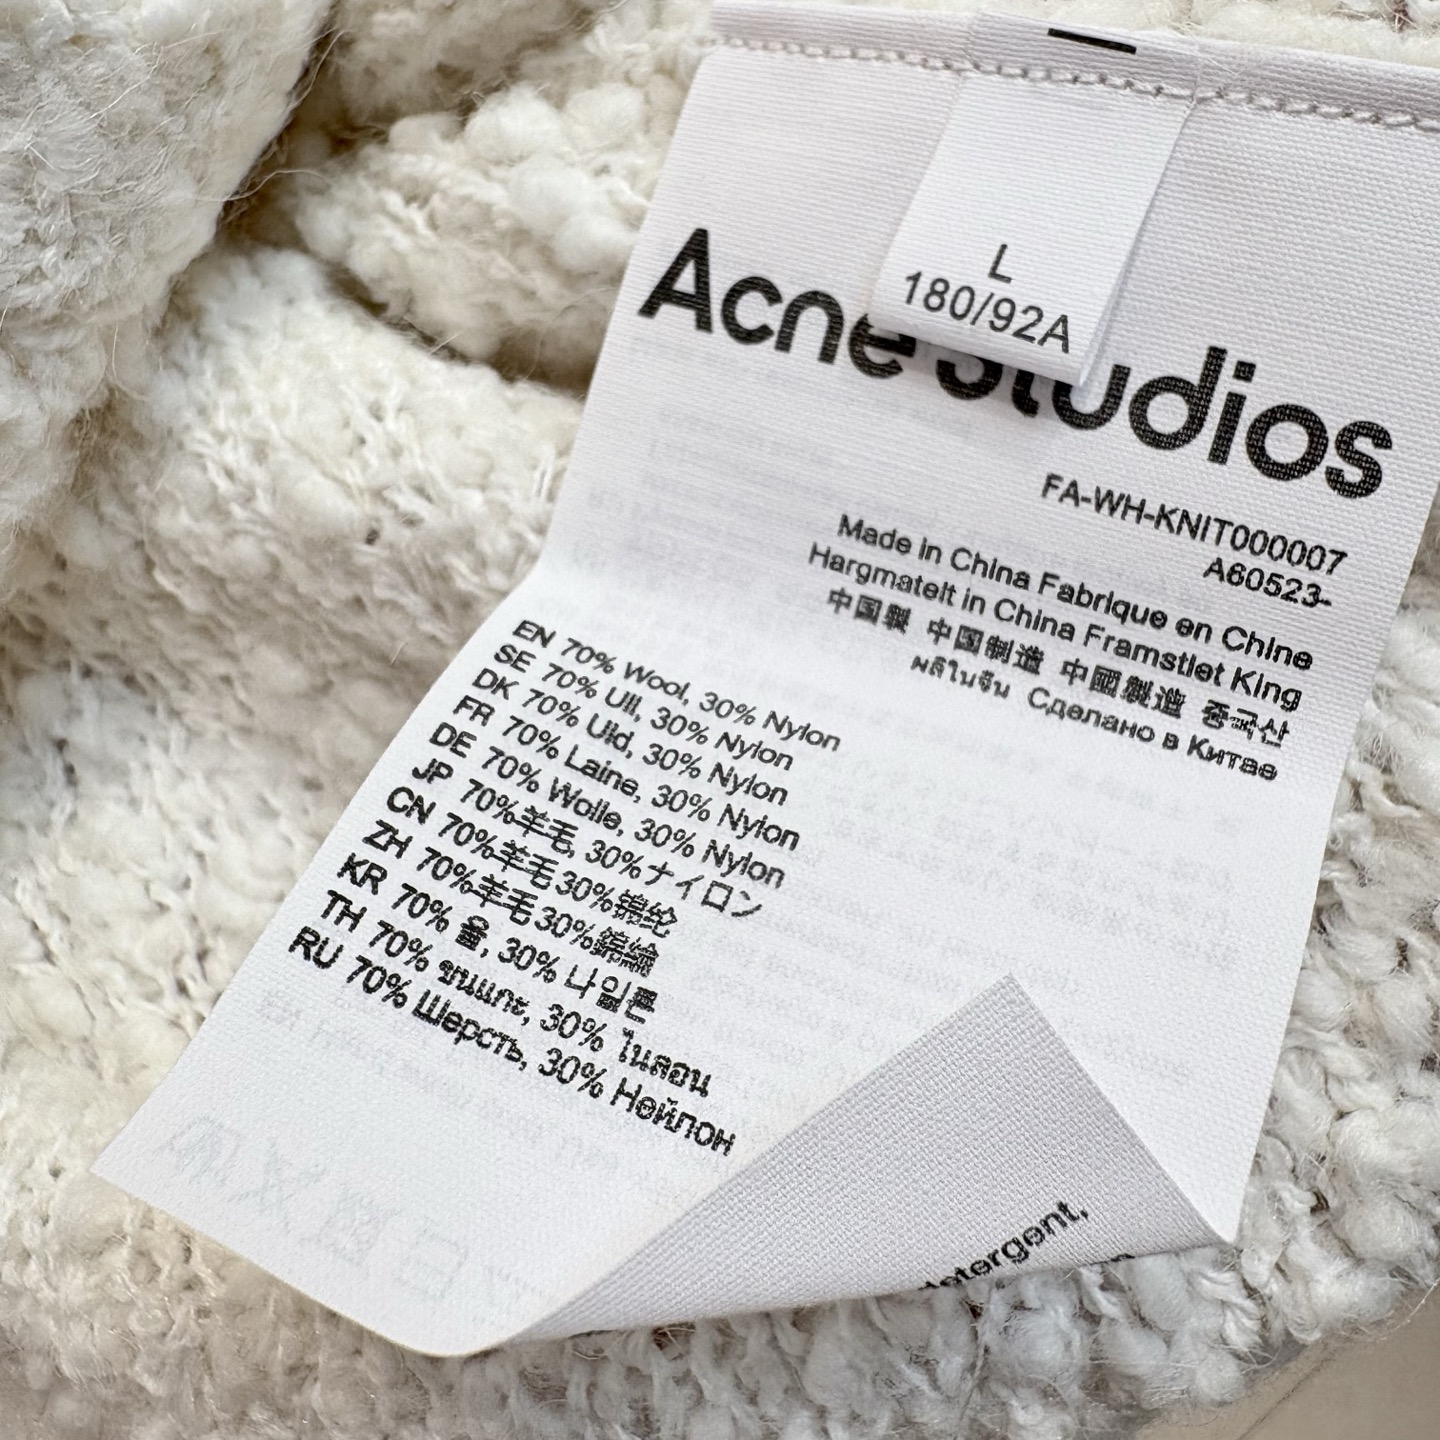 L
180/92A
Acne Studios
FA-WH-KNIT000007
A60523-
Made in China Fabrique en China
Hargmatelt in China Framstlet King
中国製 中国制造 中國製造 중국산
ผลิในจีน Сделано в Китае
EN 70% Wool, 30% Nylon
SE 70% Ull, 30% Nylon
DK 70% Uld, 30% Nylon
FR 70% Laine, 30% Nylon
DE 70% Wolle, 30% Nylon
JP 70%羊毛, 30%ナイロン
CN 70%羊毛30%锦纶
ZH 70%羊毛30%錦綸
KR 70% 울, 30% 나일론
TH 70% ขนแกะ, 30% ไนลอน
RU 70% Шерсть, 30% Нейлон
detergent,